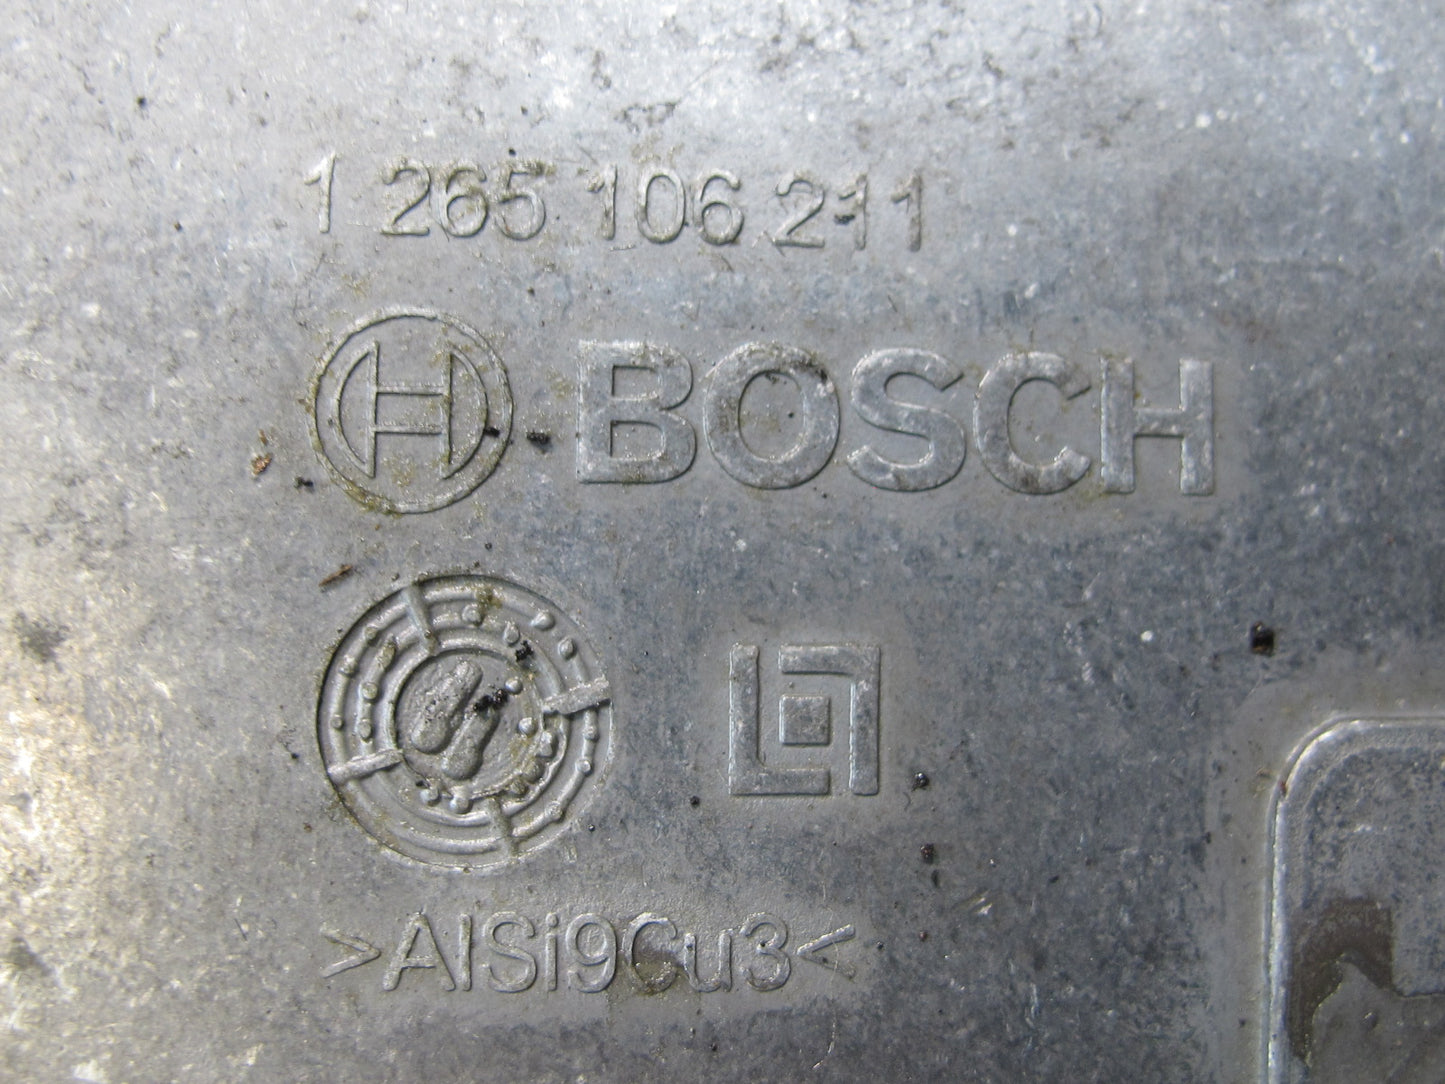 1 265 106 211
BOSCH
>AlSi9Cu3<